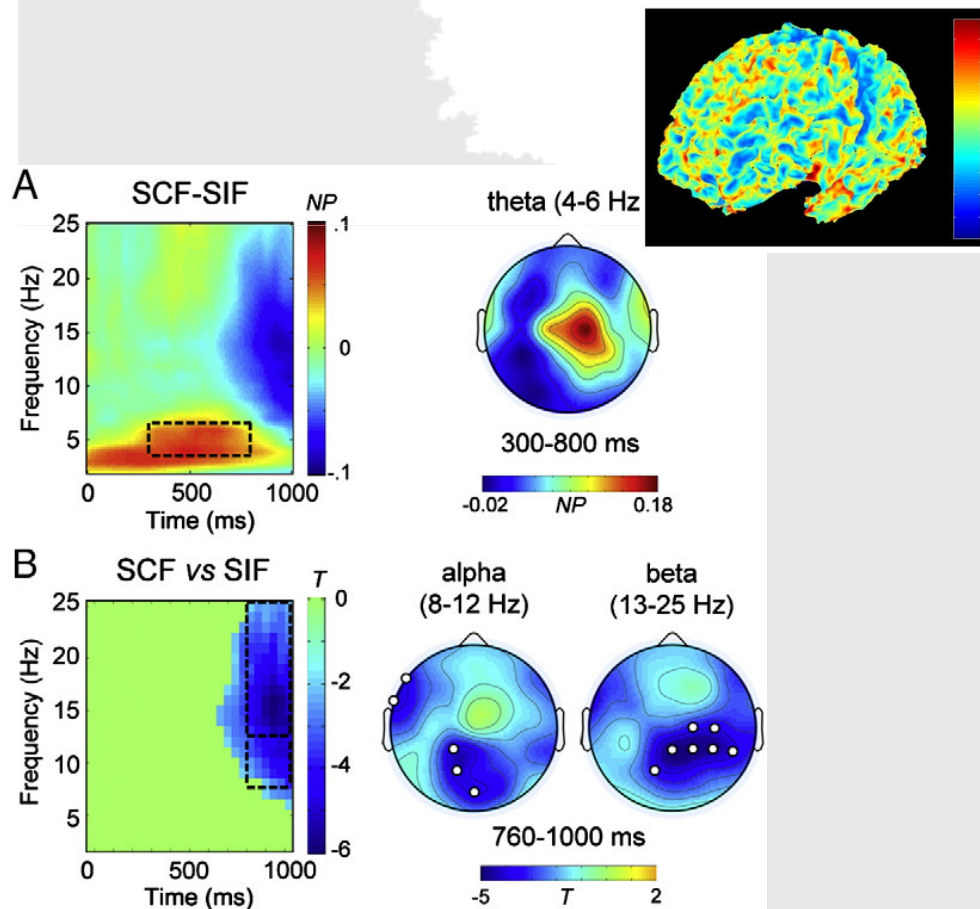 A
SCF-SIF
NP
theta (4-6 Hz
25
20
15
10
5
Frequency (Hz)
.1
0
-.1
0 500 1000
Time (ms)
300-800 ms
-0.02 NP 0.18
B
SCF vs SIF
T
alpha
(8-12 Hz)
beta
(13-25 Hz)
25
20
15
10
5
Frequency (Hz)
0
-2
-4
-6
0 500 1000
Time (ms)
760-1000 ms
-5 T 2